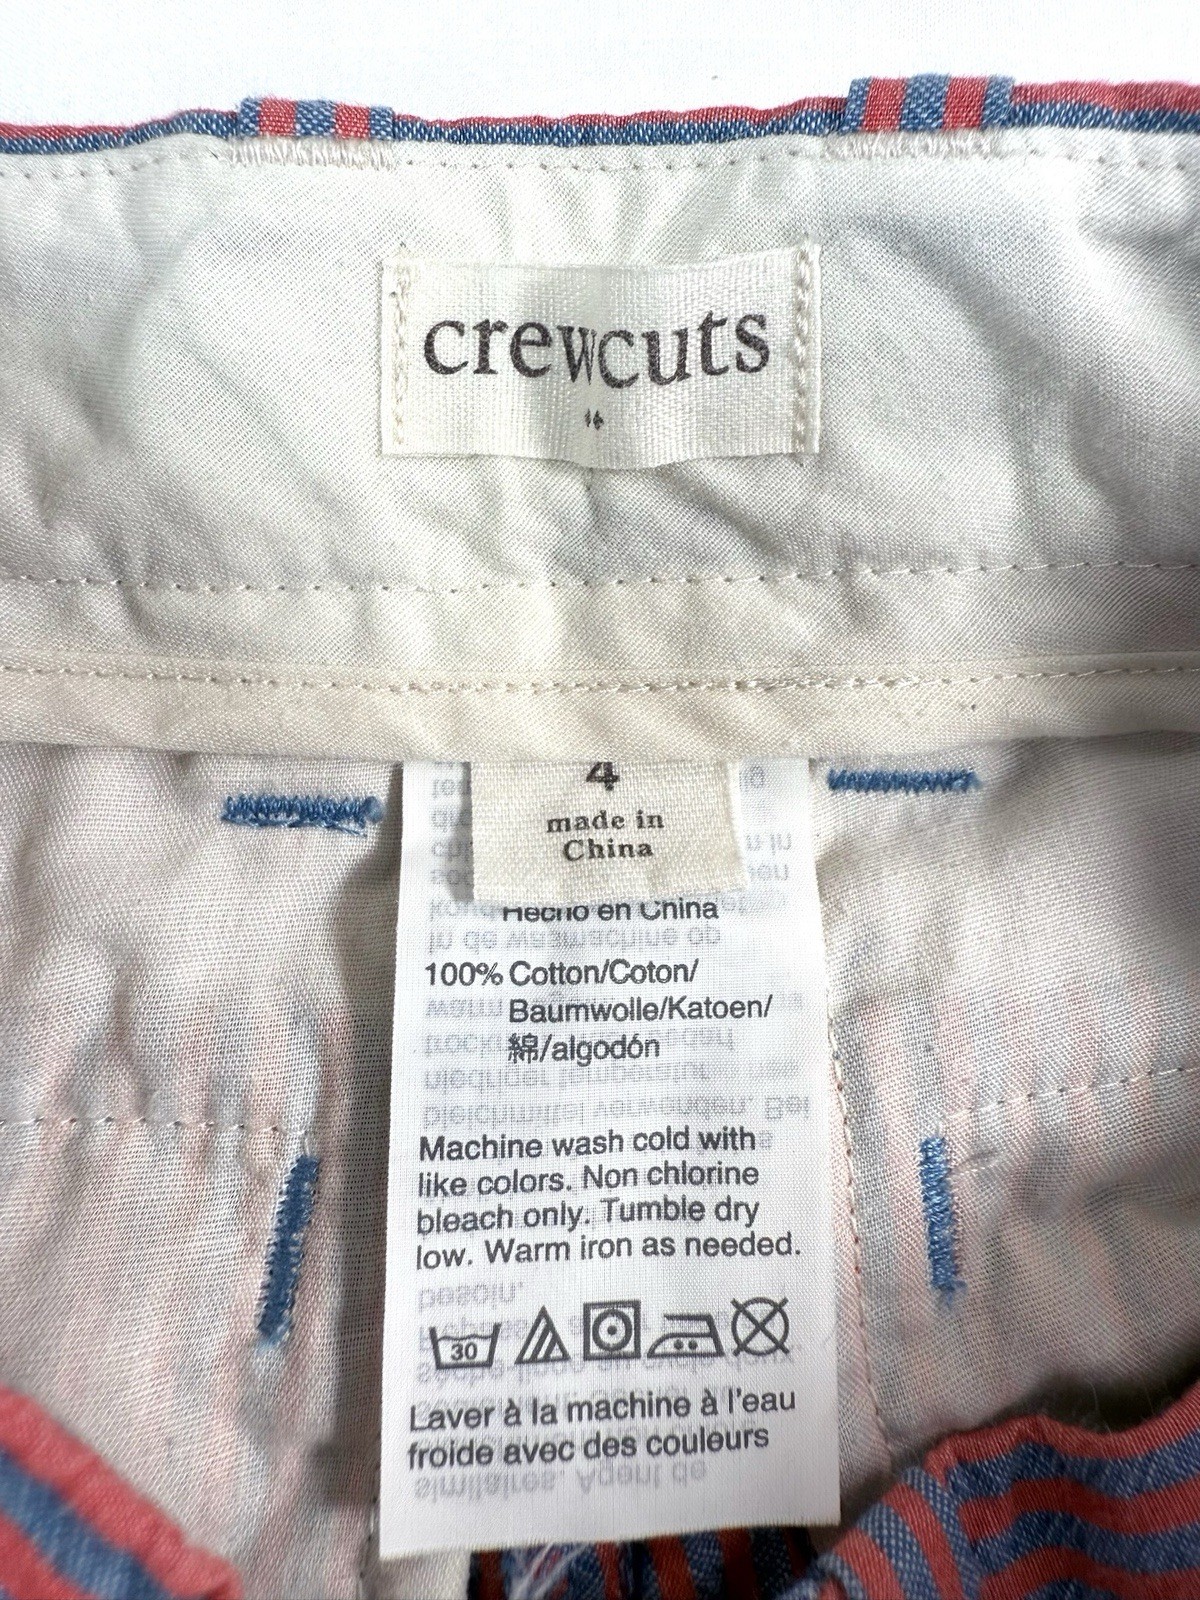 crewcuts
4
made in
China
Hecho en China
100% Cotton/Coton/
Baumwolle/Katoen/
綿/algodón
Machine wash cold with
like colors. Non chlorine
bleach only. Tumble dry
low. Warm iron as needed.
30
Laver à la machine à l'eau
froide avec des couleurs